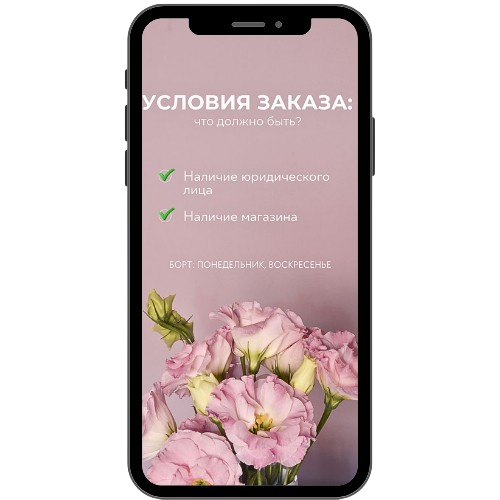 УСЛОВИЯ ЗАКАЗА:
что должно быть?
Наличие юридического
лица
Наличие магазина
БОРТ: ПОНЕДЕЛЬНИК, ВОСКРЕСЕНЬЕ